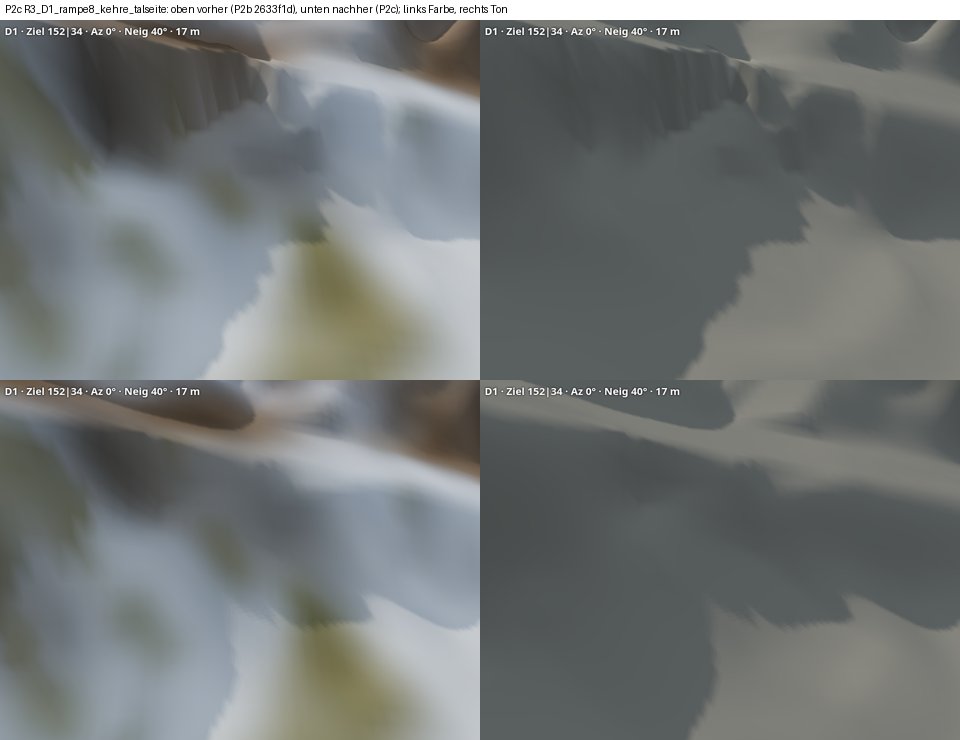 P2c R3_D1_rampe8_kehre_talseite: oben vorher (P2b 2633f1d), unten nachher (P2c); links Farbe, rechts Ton
D1 · Ziel 152|34 · Az 0° · Neig 40° · 17 m
D1 · Ziel 152|34 · Az 0° · Neig 40° · 17 m
D1 · Ziel 152|34 · Az 0° · Neig 40° · 17 m
D1 · Ziel 152|34 · Az 0° · Neig 40° · 17 m